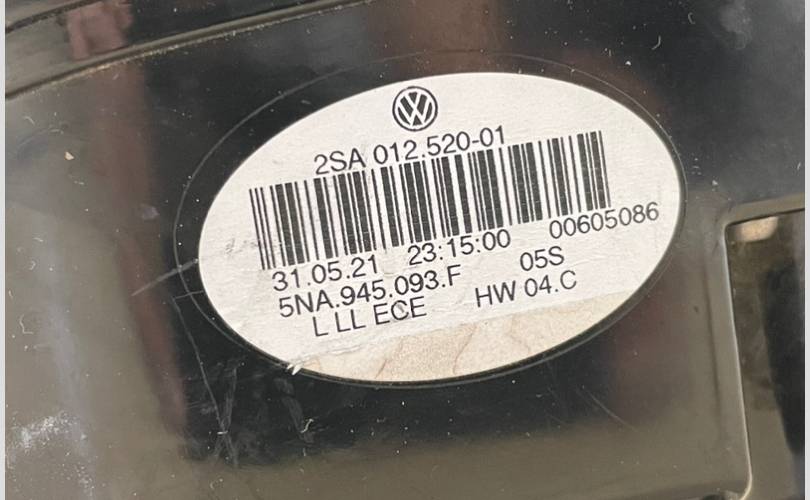 2SA 012.520-01
31.05.21 23:15:00 00605086
5NA.945.093.F 05S
L LL ECE HW 04.C